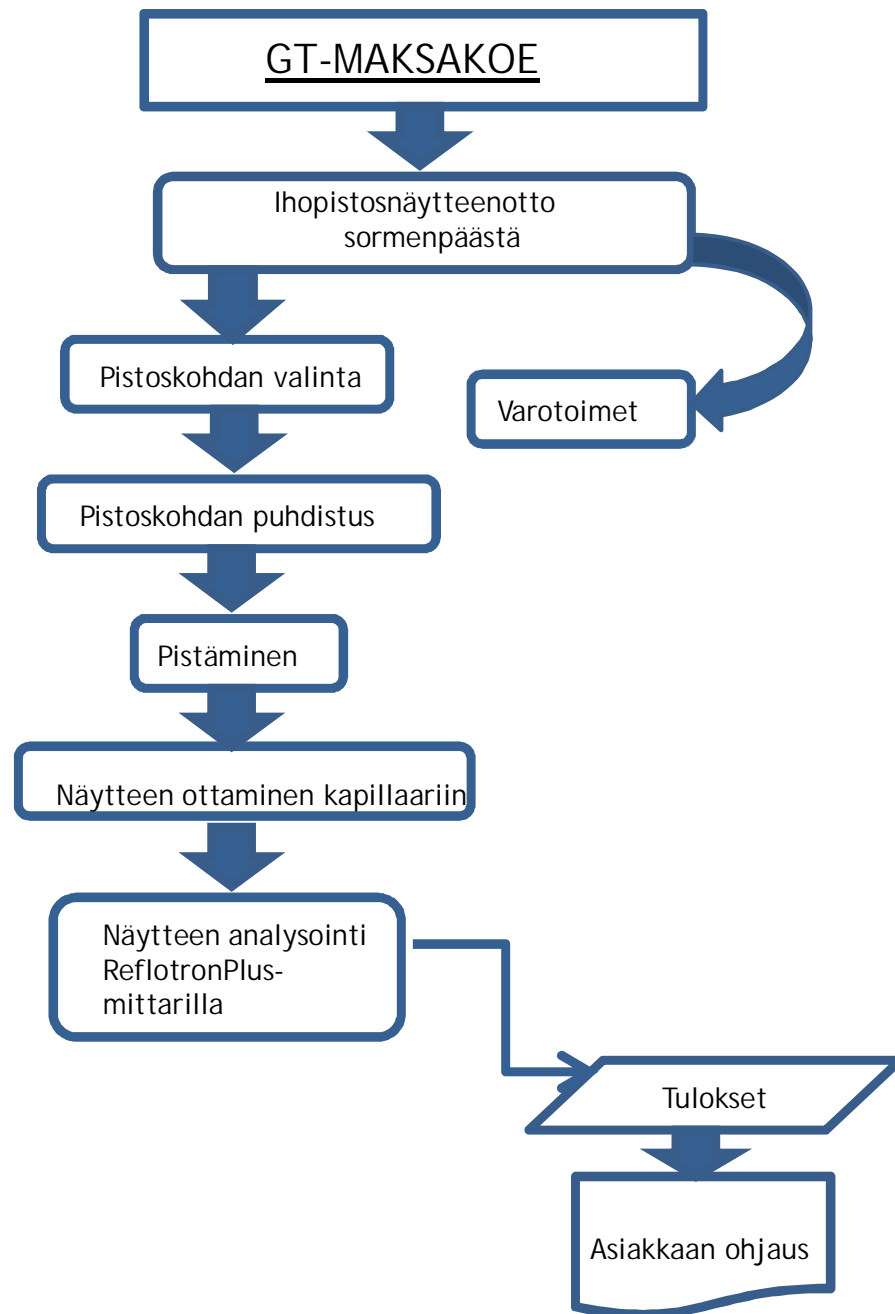 GT-MAKSAKOE
Ihopistosnäytteenotto
sormenpäästä
Pistoskohdan valinta
Varotoimet
Pistoskohdan puhdistus
Pistäminen
Näytteen ottaminen kapillaariin
Näytteen analysointi
ReflotronPlus-
mittarilla
Tulokset
Asiakkaan ohjaus